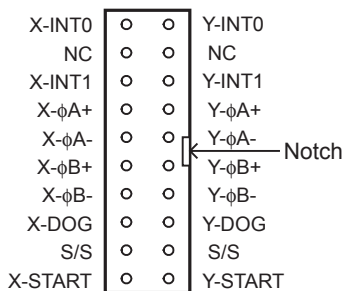 X-INT0 Y-INT0
NC NC
X-INT1 Y-INT1
X-ϕA+ Y-ϕA+
X-ϕA- Y-ϕA-
Notch
X-ϕB+ Y-ϕB+
X-ϕB- Y-ϕB-
X-DOG Y-DOG
S/S S/S
X-START Y-START